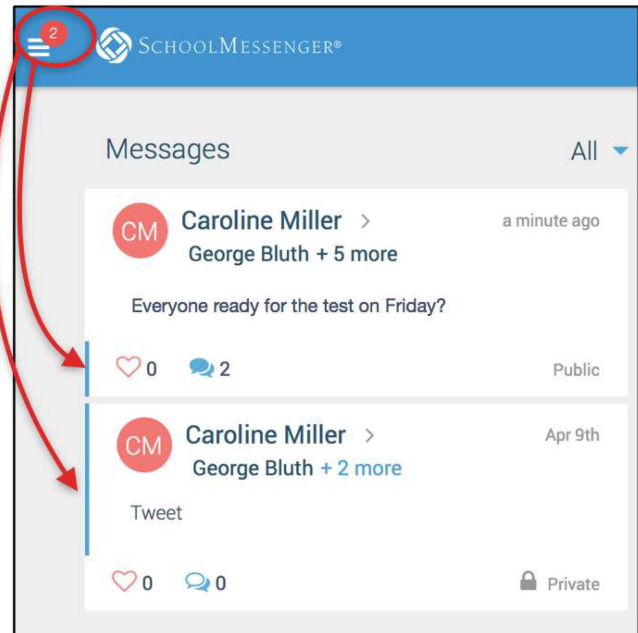 2
SCHOOLMESSENGER®
Messages All
CM Caroline Miller > a minute ago
George Bluth + 5 more
Everyone ready for the test on Friday?
0 2 Public
CM Caroline Miller > Apr 9th
George Bluth + 2 more
Tweet
0 0 Private